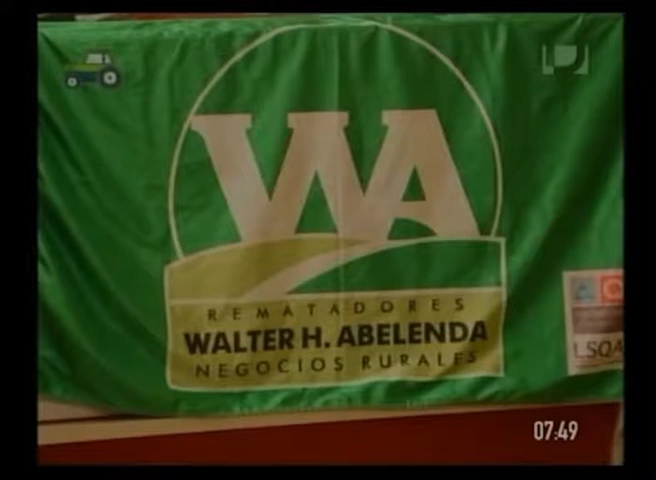 WA
REMATADORES
WALTER H. ABELENDA
NEGOCIOS RURALES
LSQA
07:49